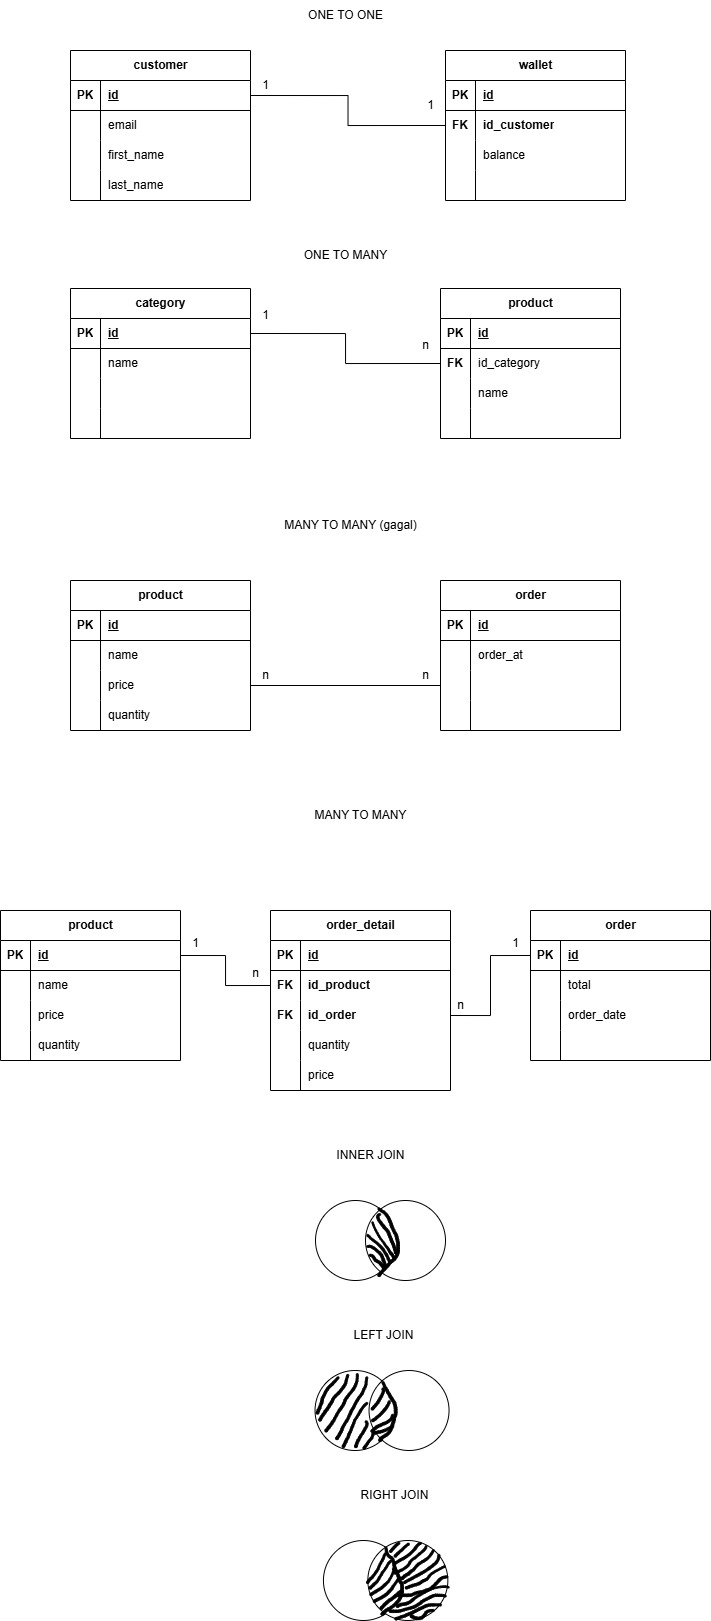 ONE TO ONE
customer
wallet
PK id
1
PK id
1
email
FK id_customer
first_name
balance
last_name
ONE TO MANY
category
product
1
PK id
PK id
n
name
FK id_category
name
MANY TO MANY (gagal)
product
order
PK id
PK id
name
order_at
n
n
price
quantity
MANY TO MANY
product
order_detail
order
1
1
PK id
PK id
PK id
n
name
FK id_product
total
n
price
FK id_order
order_date
quantity
quantity
price
INNER JOIN
LEFT JOIN
RIGHT JOIN